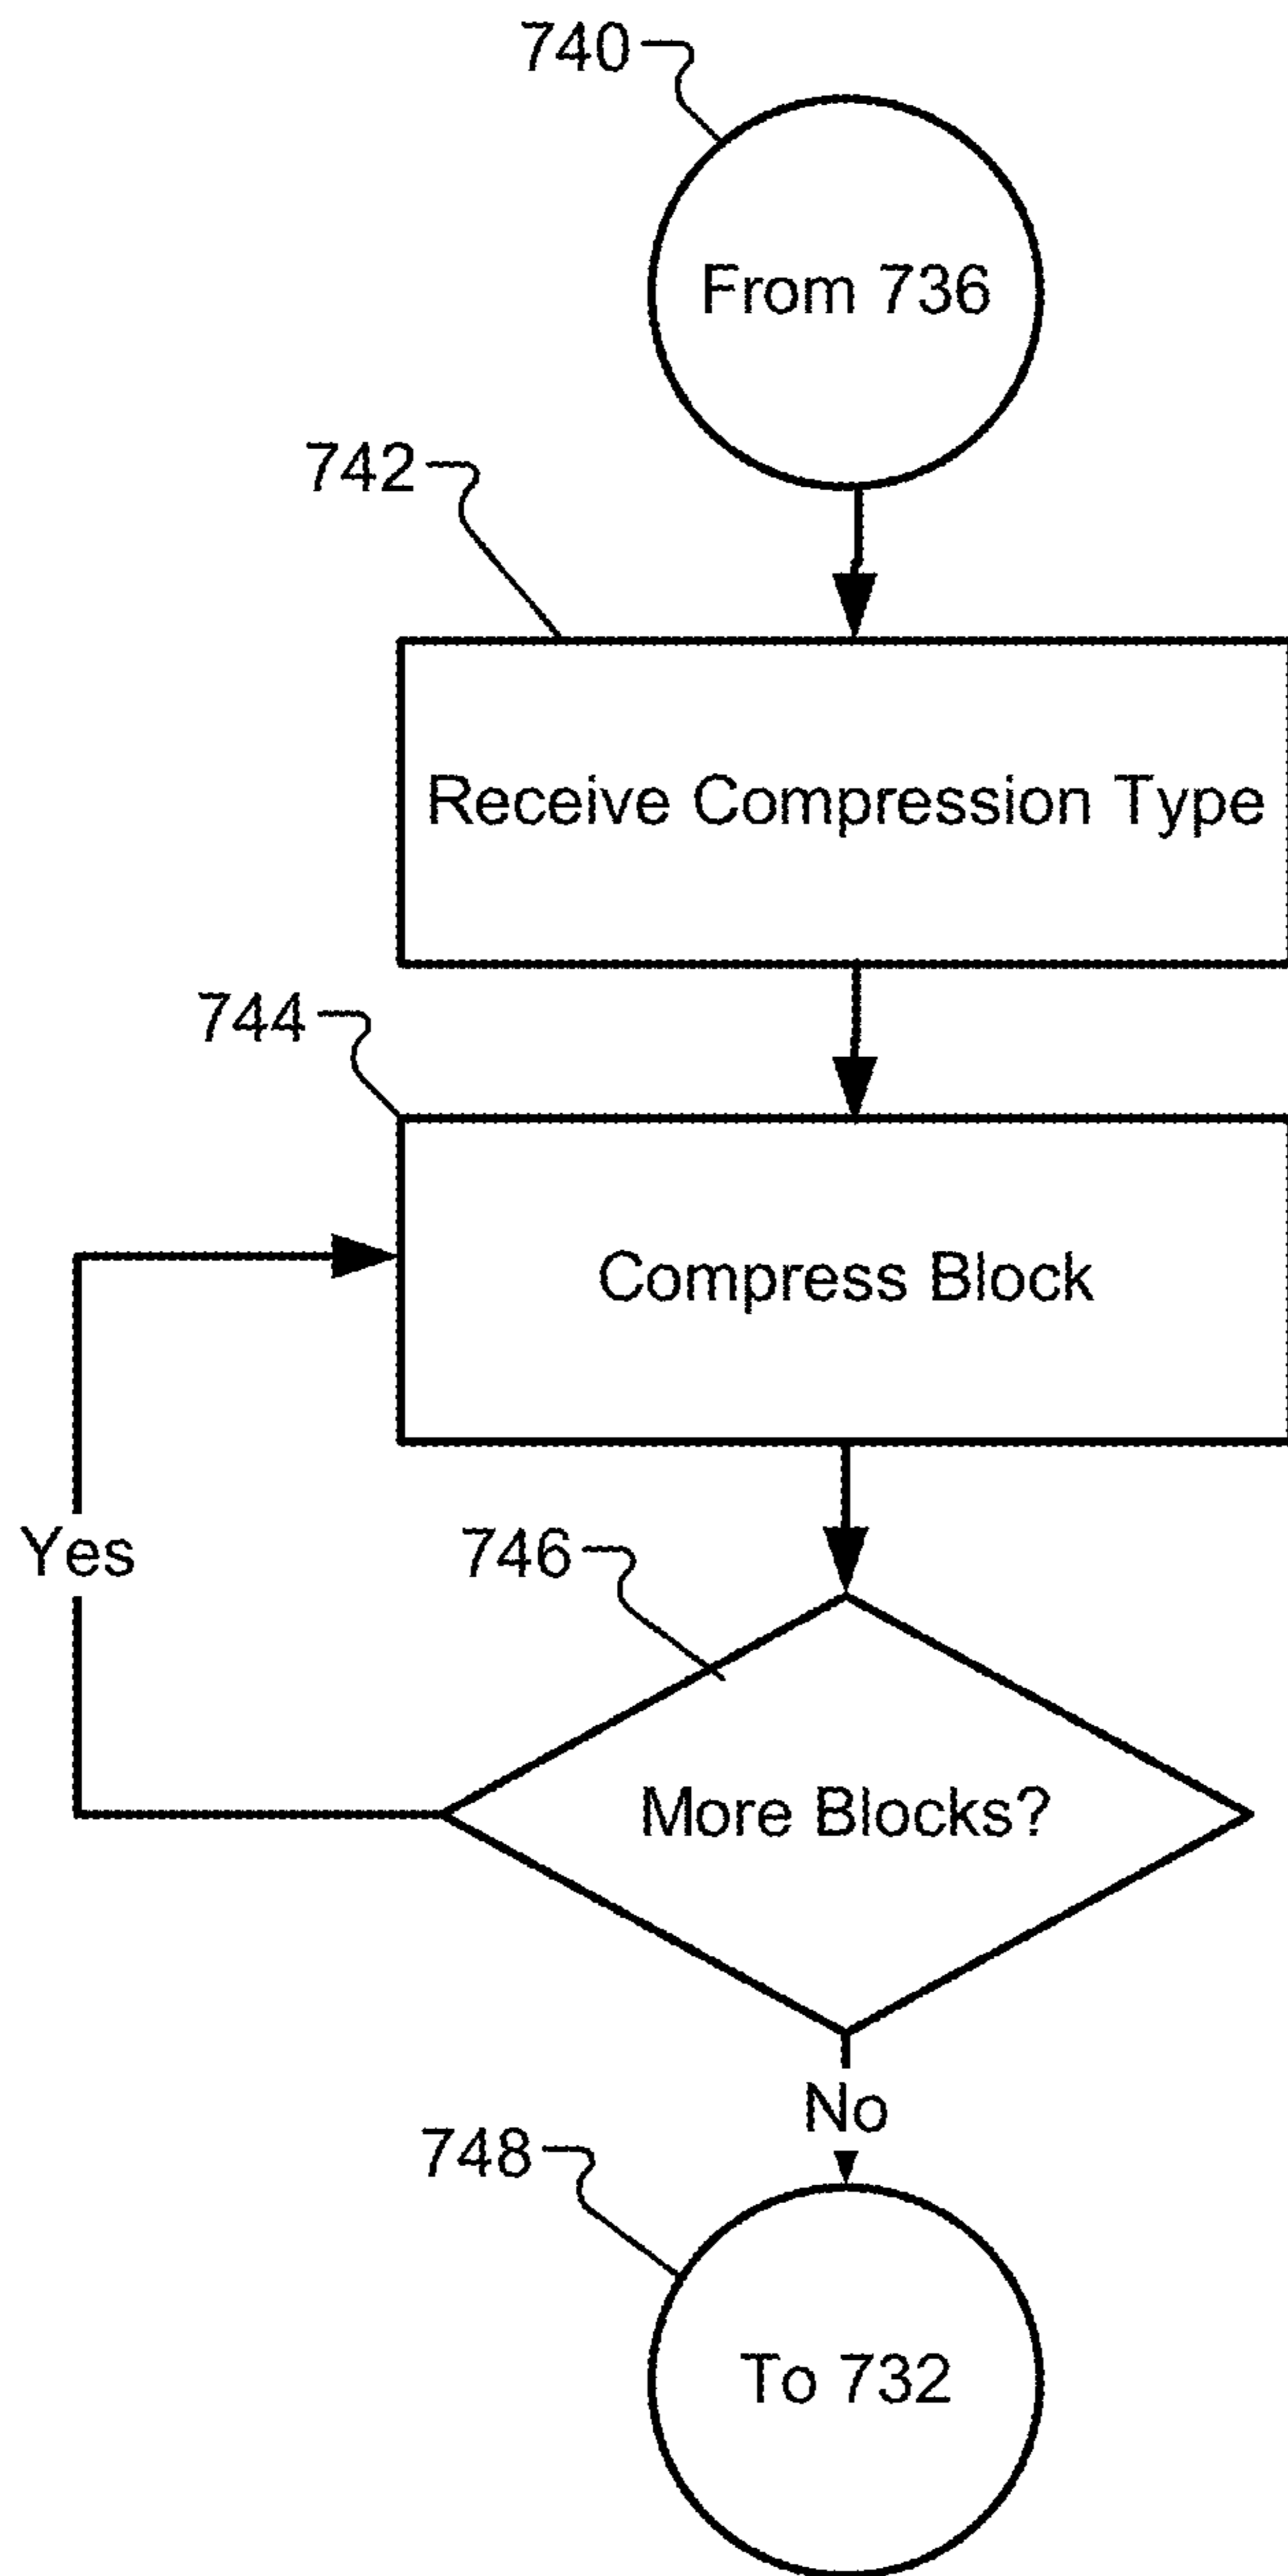 740
From 736
742
Receive Compression Type
744
Compress Block
Yes
746
More Blocks?
No
748
To 732